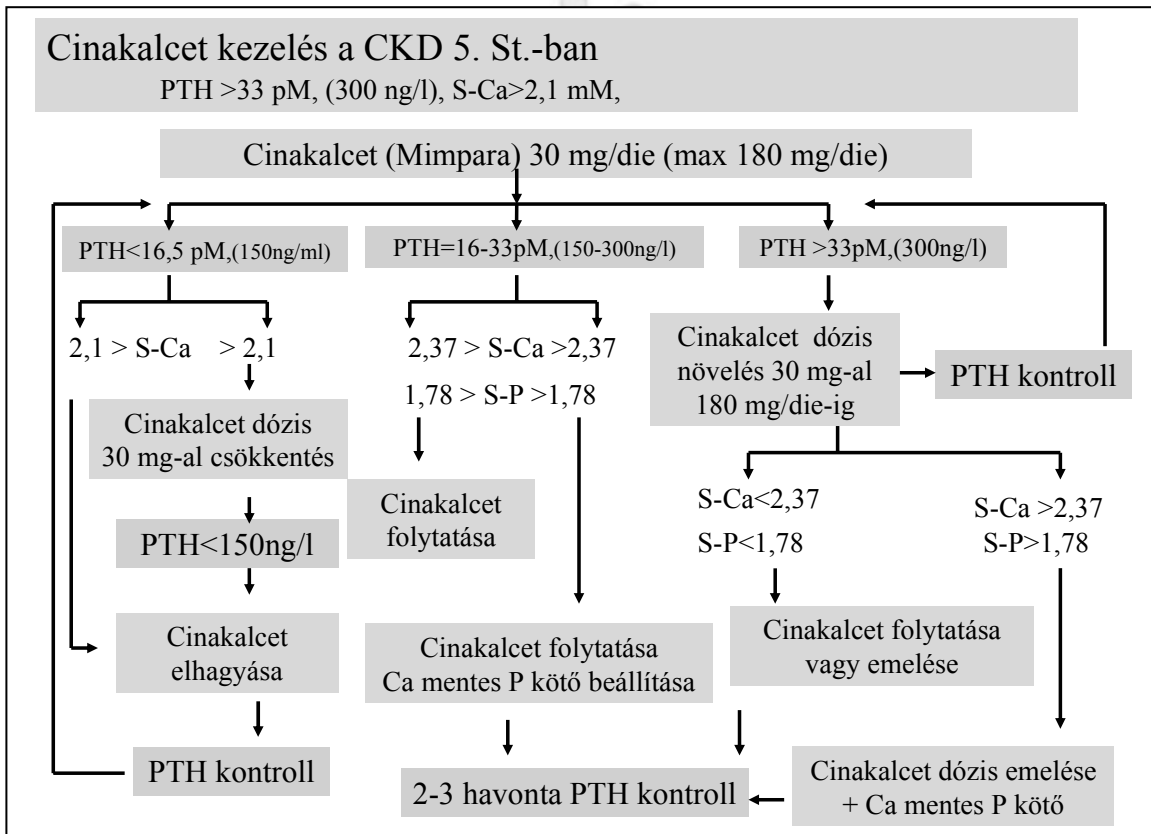 Cinakalcet kezelés a CKD 5. St.-ban
PTH >33 pM, (300 ng/l), S-Ca>2,1 mM,
Cinakalcet (Mimpara) 30 mg/die (max 180 mg/die)
PTH<16,5 pM,(150ng/ml)
PTH=16-33pM,(150-300ng/l)
PTH >33pM,(300ng/l)
2,1 > S-Ca > 2,1
2,37 > S-Ca >2,37
1,78 > S-P >1,78
Cinakalcet dózis
növelés 30 mg-al
180 mg/die-ig
PTH kontroll
Cinakalcet dózis
30 mg-al csökkentés
Cinakalcet
folytatása
S-Ca<2,37
S-P<1,78
S-Ca >2,37
S-P>1,78
PTH<150ng/l
Cinakalcet
elhagyása
Cinakalcet folytatása
Ca mentes P kötő beállítása
Cinakalcet folytatása
vagy emelése
PTH kontroll
2-3 havonta PTH kontroll
Cinakalcet dózis emelése
+ Ca mentes P kötő